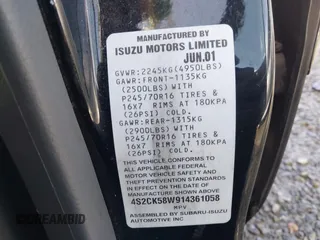 MANUFACTURED BY
ISUZU MOTORS LIMITED
JUN.01
GVWR:2245KG(4950LBS)
GAWR:FRONT-1135KG
(2500LBS) WITH
P245/70R16 TIRES &
16x7 RIMS AT 180KPA
(26PSI) COLD.
GAWR:REAR-1315KG
(2900LBS) WITH
P245/70R16 TIRES &
16x7 RIMS AT 180KPA
(26PSI) COLD.
THIS VEHICLE CONFORMS TO
ALL APPLICABLE FEDERAL
MOTOR VEHICLE SAFETY AND
THEFT PREVENTION STANDARDS
IN EFFECT ON THE DATE OF
MANUFACTURE SHOWN ABOVE.
4S2CK58W914361058
MPV
ASSEMBLED BY SUBARU-ISUZU
AUTOMOTIVE INC.